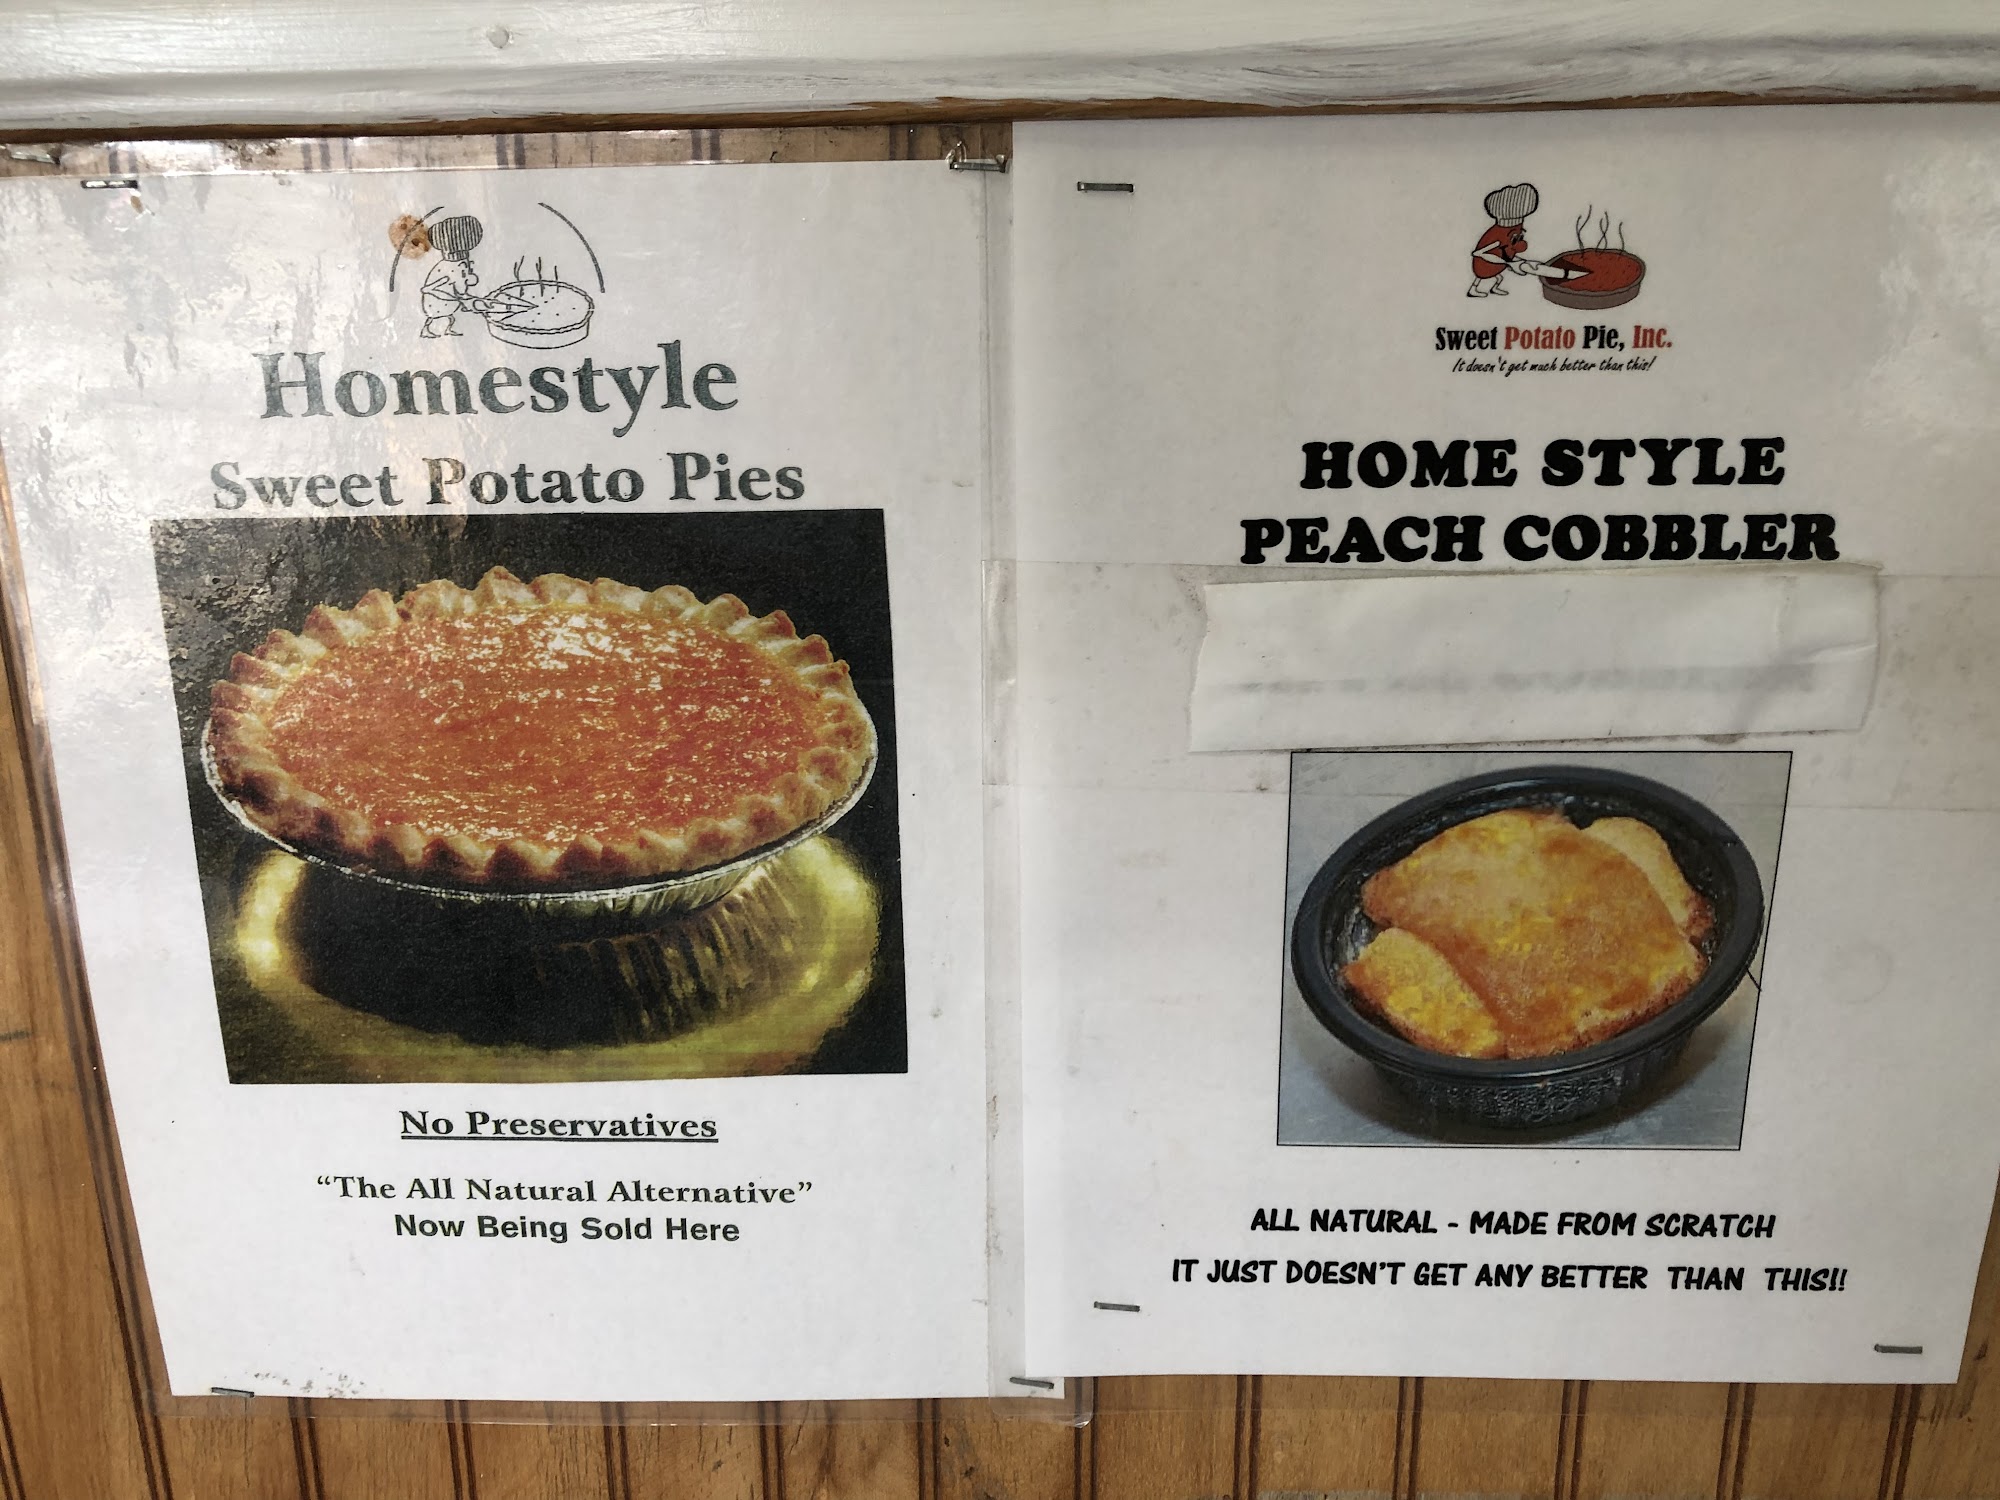 Homestyle
Sweet Potato Pies
No Preservatives
“The All Natural Alternative”
Now Being Sold Here
Sweet Potato Pie, Inc.
It doesn't get much better than this!
HOME STYLE
PEACH COBBLER
ALL NATURAL - MADE FROM SCRATCH
IT JUST DOESN'T GET ANY BETTER THAN THIS!!